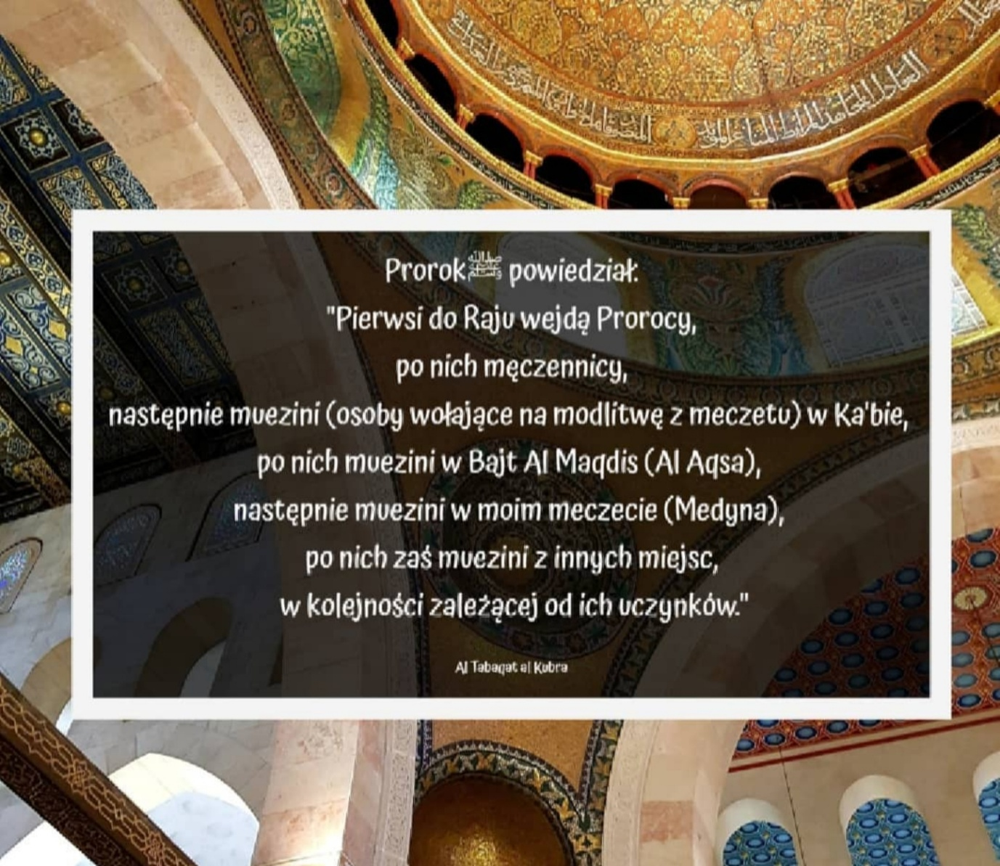 Prorokﷺ powiedział:
"Pierwsi do Raju wejdą Prorocy,
po nich męczennicy,
następnie muezini (osoby wołające na modlitwę z meczetu) w Ka'bie,
po nich muezini w Bajt Al Maqdis (Al Aqsa),
następnie muezini w moim meczecie (Medyna),
po nich zaś muezini z innych miejsc,
w kolejności zależącej od ich uczynków."
Al Tabaqat al Kubra